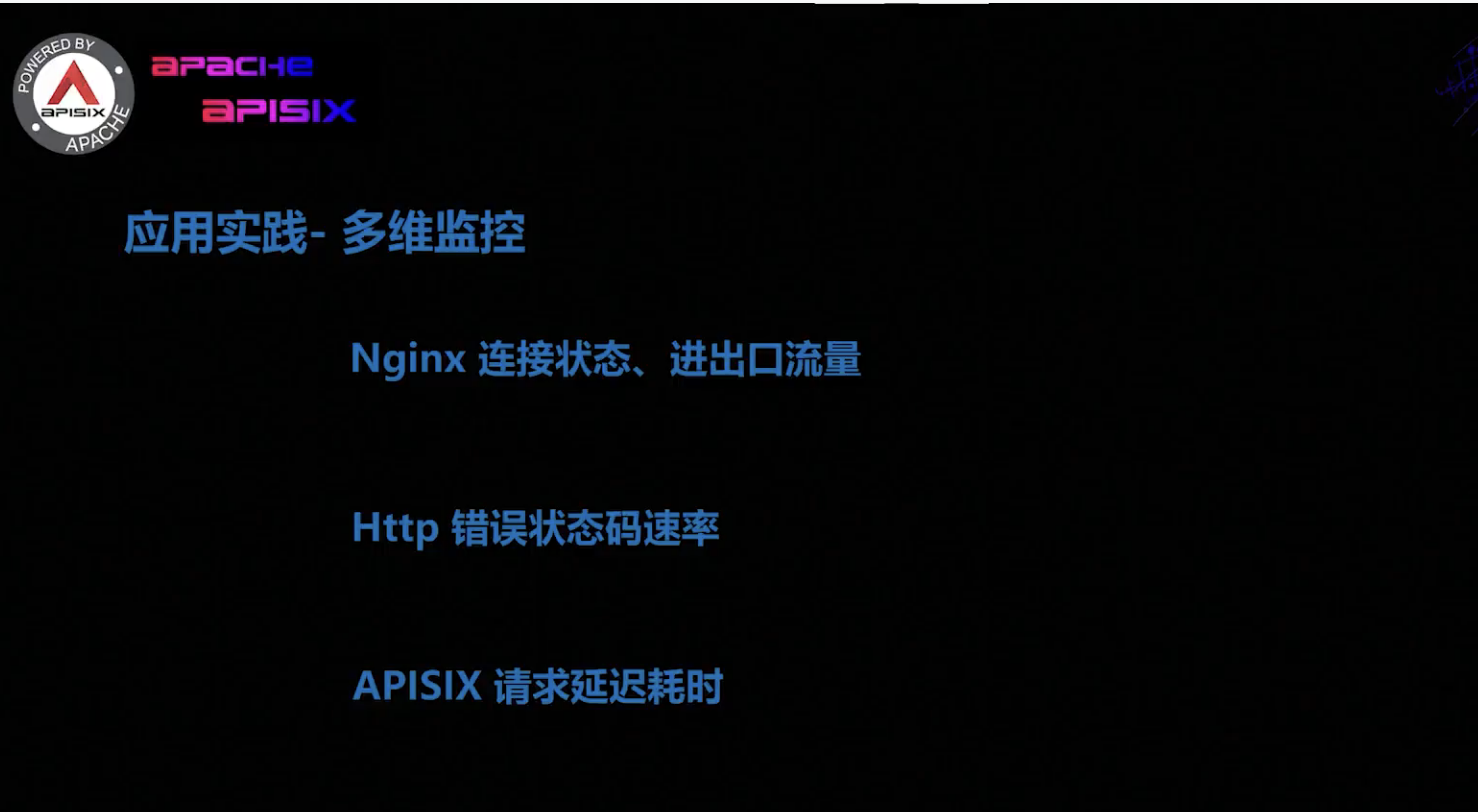 POWERED BY
APISIX
APACHE
APACHE
APISIX
应用实践- 多维监控
Nginx 连接状态、进出口流量
Http 错误状态码速率
APISIX 请求延迟耗时